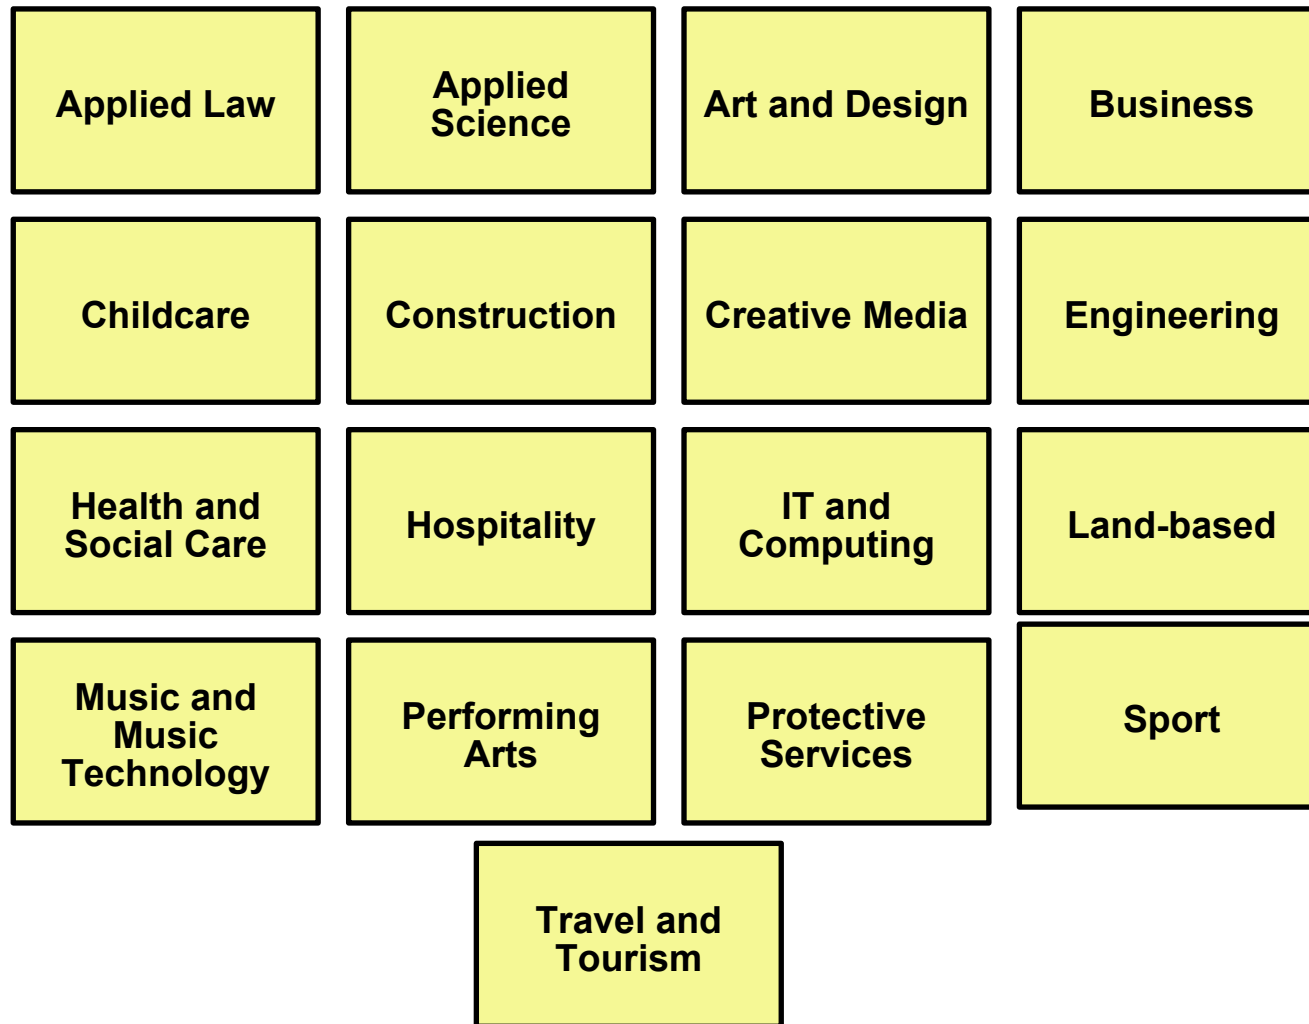 Applied Law
Applied
Science
Art and Design
Business
Childcare
Construction
Creative Media
Engineering
Health and
Social Care
Hospitality
IT and
Computing
Land-based
Music and
Music
Technology
Performing
Arts
Protective
Services
Sport
Travel and
Tourism